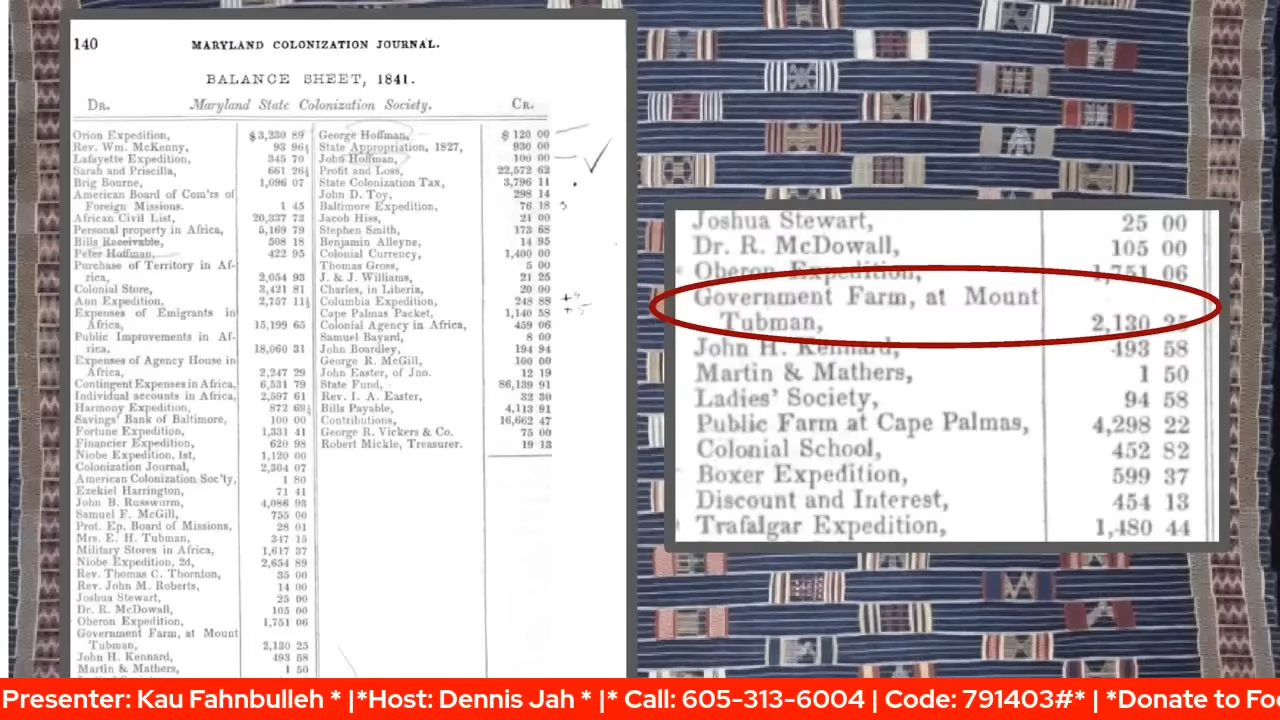 140 MARYLAND COLONIZATION JOURNAL.
BALANCE SHEET, 1841.
DR. Maryland State Colonization Society. CR.
Orion Expedition, $3,230 89
Rev. Wm. McKenny, 93 96½
Lafayette Expedition, 345 70
Sarah and Priscilla, 661 26½
Brig Bourne, 1,096 07
American Board of Com'rs of
Foreign Missions. 1 45
African Civil List, 20,337 73
Personal property in Africa, 5,169 79
Bills Receivable, 508 18
Peter Hoffman, 422 95
Purchase of Territory in Af-
rica, 2,054 93
Colonial Store, 3,421 81
Ann Expedition, 2,757 11½
Expenses of Emigrants in
Africa, 15,199 65
Public Improvements in Af-
rica, 18,060 31
Expenses of Agency House in
Africa, 2,247 29
Contingent Expenses in Africa, 6,531 79
Individual accounts in Africa, 2,597 61
Harmony Expedition, 872 69½
Savings' Bank of Baltimore, 100 00
Fortune Expedition, 1,331 41
Financier Expedition, 620 98
Niobe Expedition, 1st, 1,120 00
Colonization Journal, 2,304 07
American Colonization Soc'ty, 1 80
Ezekiel Harrington, 71 41
John B. Russwurm, 4,086 93
Samuel F. McGill, 755 00
Prot. Ep. Board of Missions, 28 01
Mrs. E. H. Tubman, 347 15
Military Stores in Africa, 1,617 37
Niobe Expedition, 2d, 2,654 89
Rev. Thomas C. Thornton, 35 00
Rev. John M. Roberts, 14 00
Joshua Stewart, 25 00
Dr. R. McDowall, 105 00
Oberon Expedition, 1,751 06
Government Farm, at Mount
Tubman, 2,130 25
John H. Kennard, 493 58
Martin & Mathers, 1 50
George Hoffman, $ 120 00
State Appropriation, 1827, 930 00
John Hoffman, 100 00
Profit and Loss, 22,572 62
State Colonization Tax, 3,796 11
John D. Toy, 298 14
Baltimore Expedition, 76 18
Jacob Hiss, 21 00
Stephen Smith, 173 68
Benjamin Alleyne, 14 95
Colonial Currency, 1,400 00
Thomas Gross, 5 00
J. & J. Williams, 21 25
Charles, in Liberia, 20 00
Columbia Expedition, 248 88
Cape Palmas Packet, 1,140 58
Colonial Agency in Africa, 459 06
Samuel Bayard, 8 00
John Boardley, 194 94
George R. McGill, 100 00
John Easter, of Jno. 12 19
State Fund, 86,139 91
Rev. I. A. Easter, 32 30
Bills Payable, 4,113 91
Contributions, 16,662 47
George R. Vickers & Co. 75 00
Robert Mickle, Treasurer. 19 13
Joshua Stewart, 25 00
Dr. R. McDowall, 105 00
Oberon Expedition, 1,751 06
Government Farm, at Mount
Tubman, 2,130 25
John H. Kennard, 493 58
Martin & Mathers, 1 50
Ladies' Society, 94 58
Public Farm at Cape Palmas, 4,298 22
Colonial School, 452 82
Boxer Expedition, 599 37
Discount and Interest, 454 13
Trafalgar Expedition, 1,480 44
Presenter: Kau Fahnbulleh * |*Host: Dennis Jah * |* Call: 605-313-6004 | Code: 791403#* | *Donate to Fo